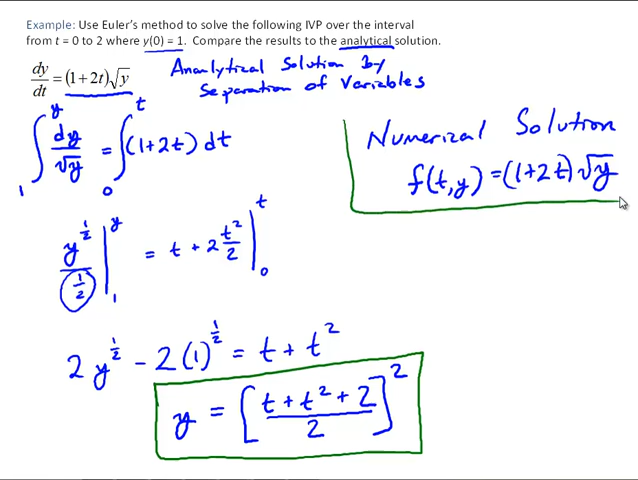 Example: Use Euler's method to solve the following IVP over the interval
from t = 0 to 2 where y(0) = 1. Compare the results to the analytical solution.
dy/dt = (1+2t)√y
Ananlytical Solution by
Separation of Variables
∫₁^y dy/√y = ∫₀^t (1+2t) dt
Numerical Solution
f(t,y) = (1+2t)√y
y^(1/2)/(1/2) |₁^y = t + 2 t²/2 |₀^t
2y^(1/2) - 2(1)^(1/2) = t + t²
y = [(t + t² + 2)/2]²